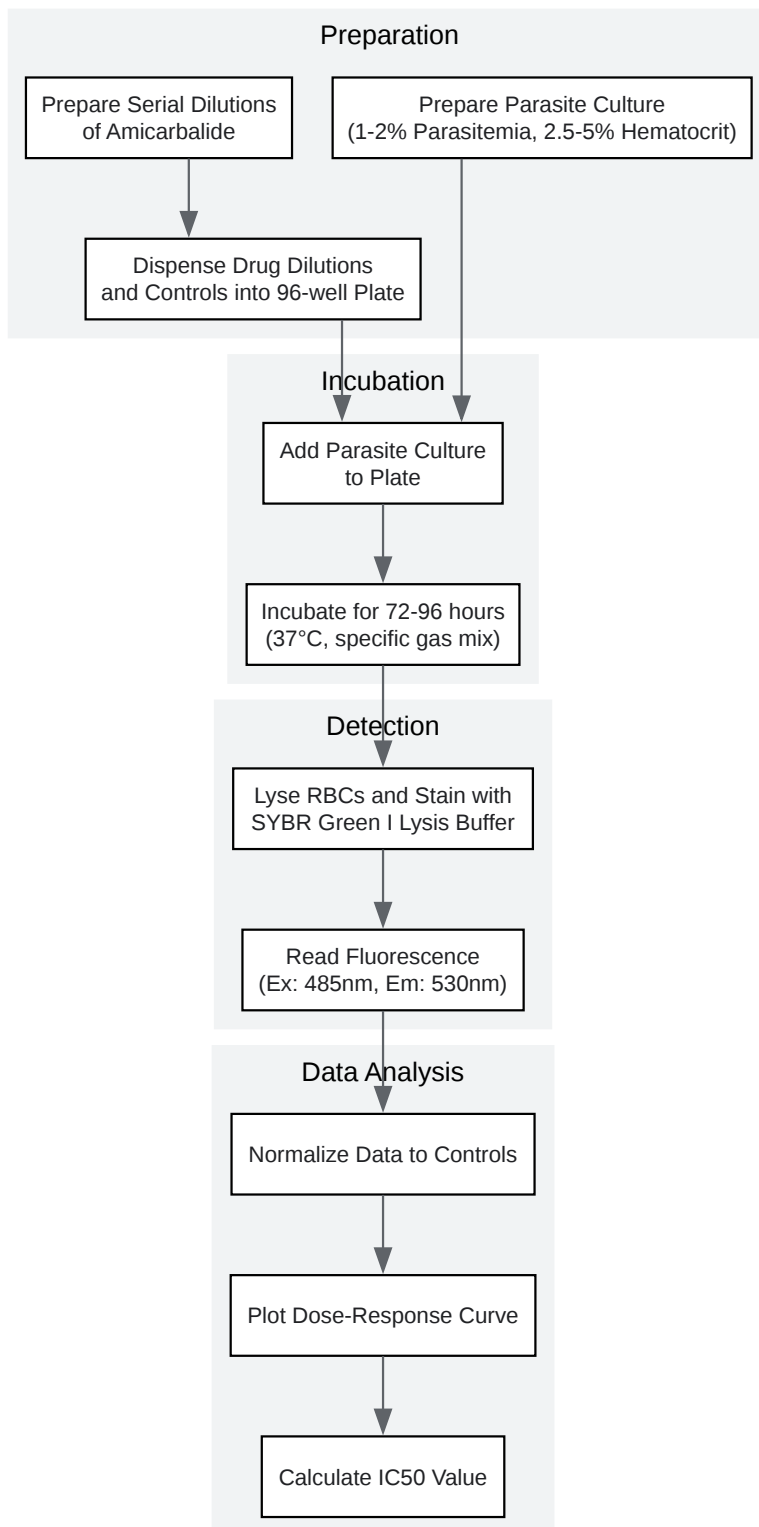 Preparation
Prepare Serial Dilutions
of Amicarbalide
Prepare Parasite Culture
(1-2% Parasitemia, 2.5-5% Hematocrit)
Dispense Drug Dilutions
and Controls into 96-well Plate
Incubation
Add Parasite Culture
to Plate
Incubate for 72-96 hours
(37°C, specific gas mix)
Detection
Lyse RBCs and Stain with
SYBR Green I Lysis Buffer
Read Fluorescence
(Ex: 485nm, Em: 530nm)
Data Analysis
Normalize Data to Controls
Plot Dose-Response Curve
Calculate IC50 Value